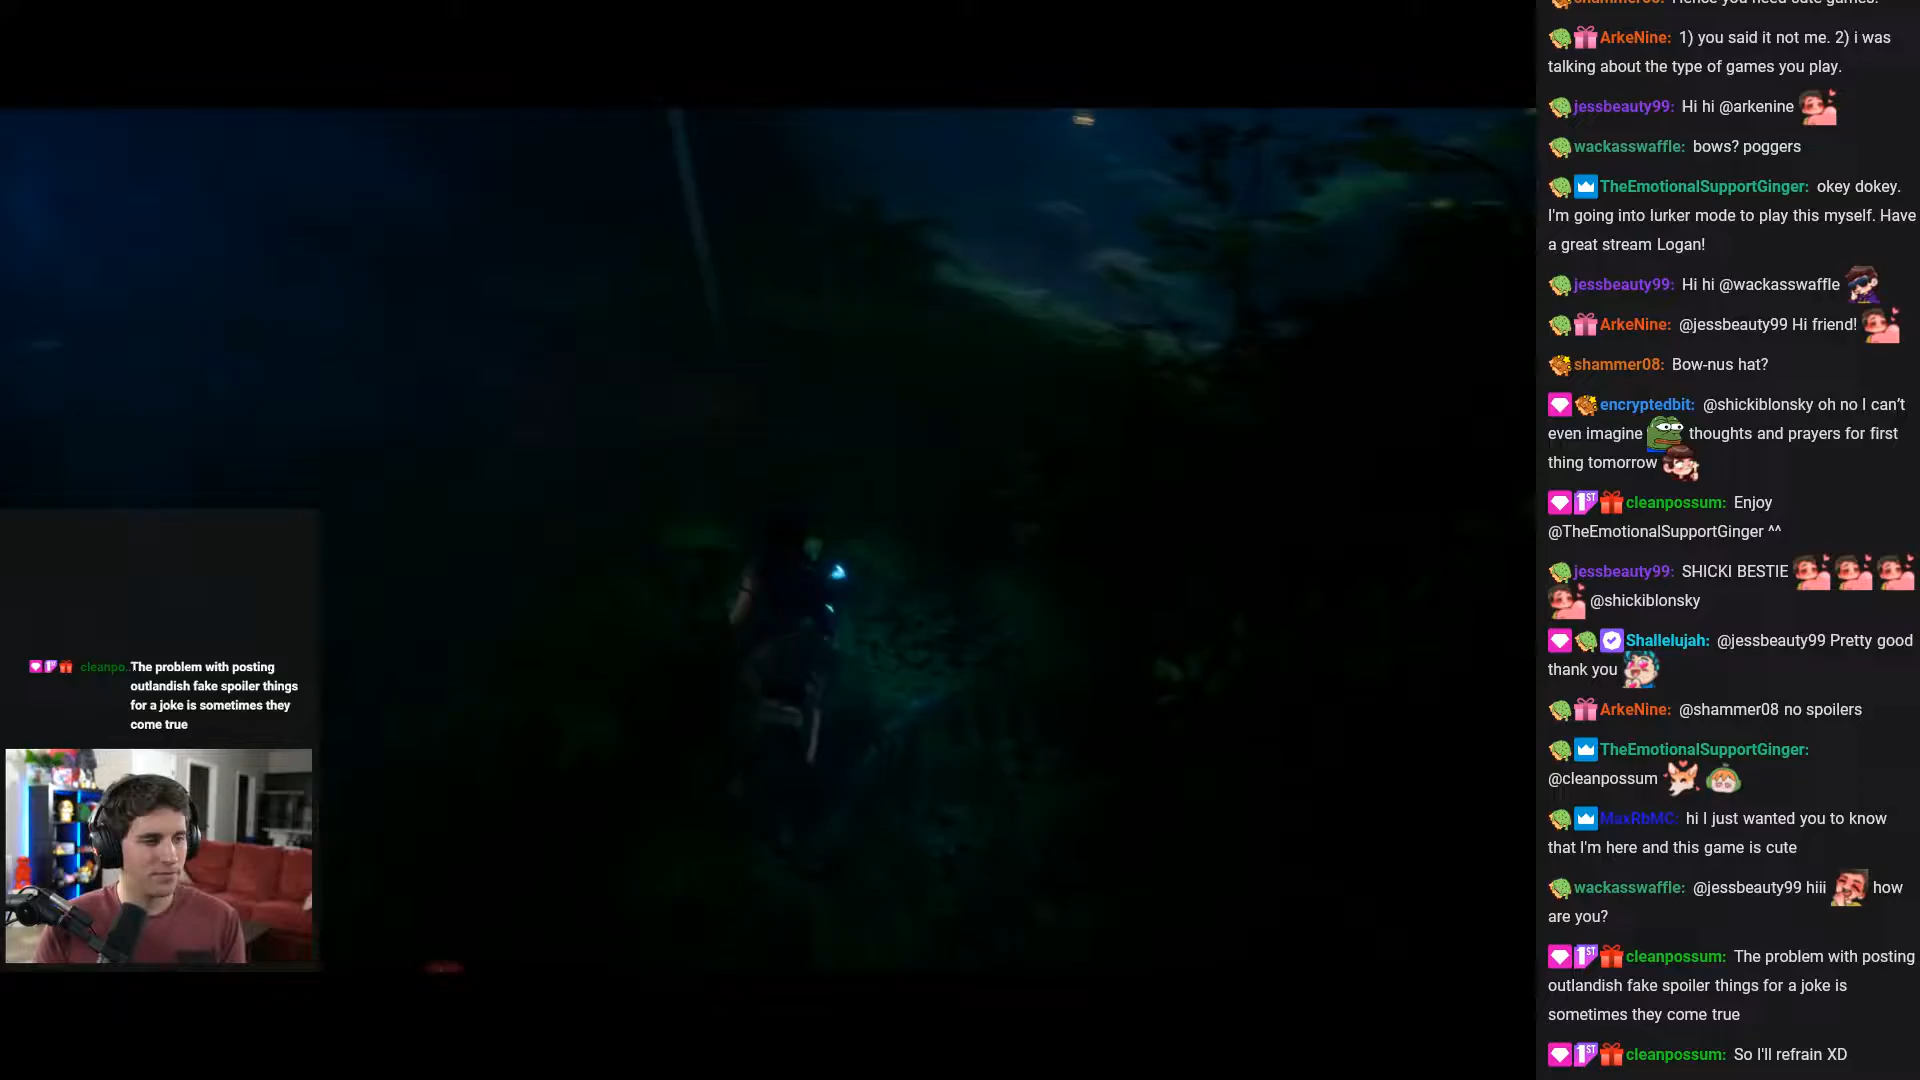 ArkeNine: 1) you said it not me. 2) i was
talking about the type of games you play.
jessbeauty99: Hi hi @arkenine
wackasswaffle: bows? poggers
TheEmotionalSupportGinger: okey dokey.
I'm going into lurker mode to play this myself. Have
a great stream Logan!
jessbeauty99: Hi hi @wackasswaffle
ArkeNine: @jessbeauty99 Hi friend!
shammer08: Bow-nus hat?
encryptedbit: @shickiblonsky oh no I can't
even imagine thoughts and prayers for first
thing tomorrow
1ST cleanpossum: Enjoy
@TheEmotionalSupportGinger ^^
jessbeauty99: SHICKI BESTIE
@shickiblonsky
Shallelujah: @jessbeauty99 Pretty good
thank you
ArkeNine: @shammer08 no spoilers
TheEmotionalSupportGinger:
@cleanpossum
MaxRbMC: hi I just wanted you to know
that I'm here and this game is cute
wackasswaffle: @jessbeauty99 hiii how
are you?
1ST cleanpossum: The problem with posting
outlandish fake spoiler things for a joke is
sometimes they come true
1ST cleanpossum: So I'll refrain XD
cleanpo.. The problem with posting
outlandish fake spoiler things
for a joke is sometimes they
come true